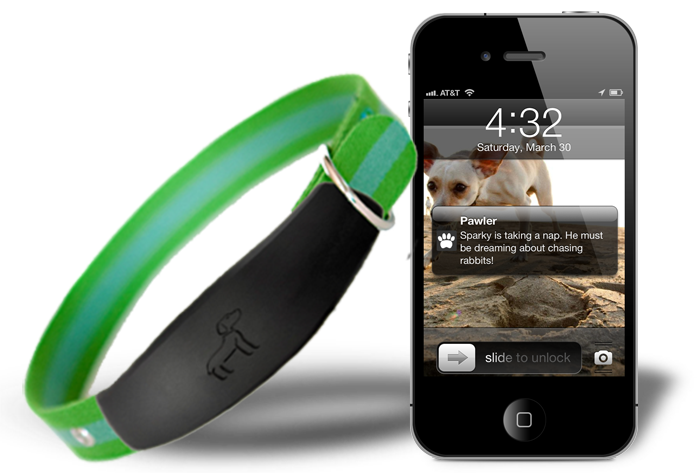 AT&T
4:32
Saturday, March 30
Pawler
Sparky is taking a nap. He must
be dreaming about chasing
rabbits!
slide to unlock